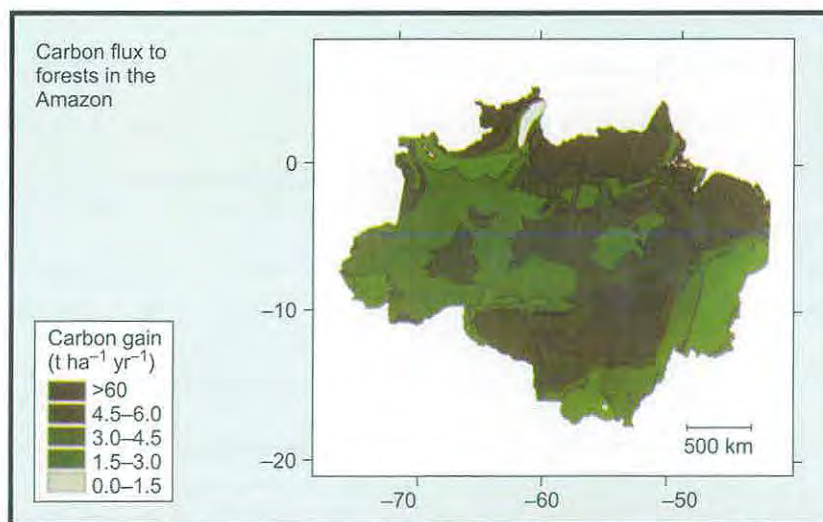 Carbon flux to
forests in the
Amazon
0
−10
−20
−70
−60
−50
500 km
Carbon gain
(t ha⁻¹ yr⁻¹)
>60
4.5–6.0
3.0–4.5
1.5–3.0
0.0–1.5